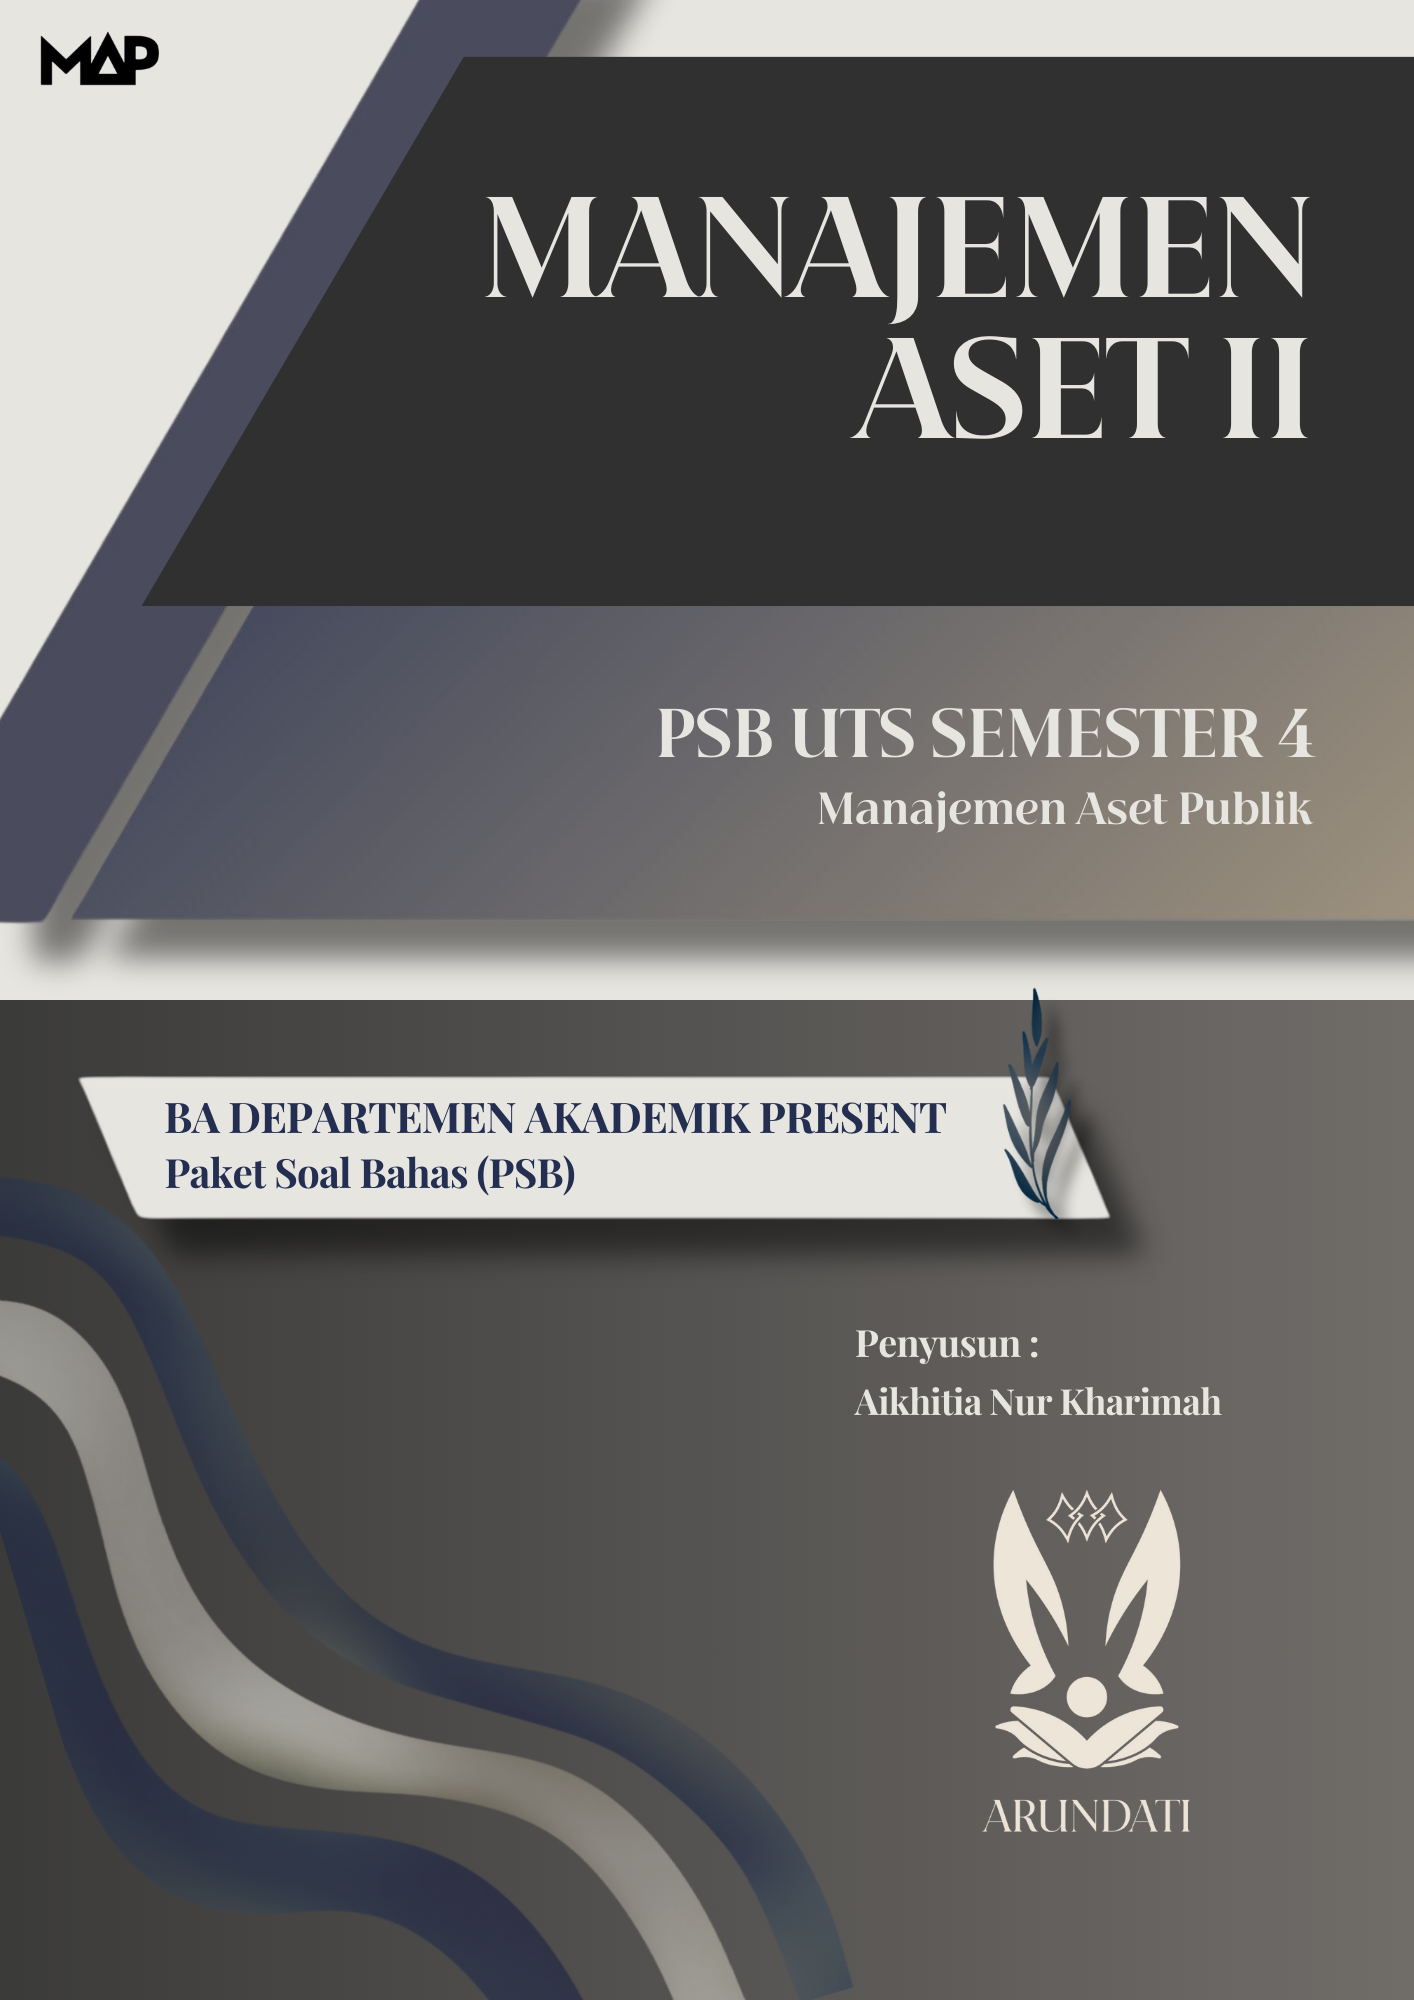 MAP
MANAJEMEN
ASET II
PSB UTS SEMESTER 4
Manajemen Aset Publik
BA DEPARTEMEN AKADEMIK PRESENT
Paket Soal Bahas (PSB)
Penyusun :
Aikhitia Nur Kharimah
ARUNDATI